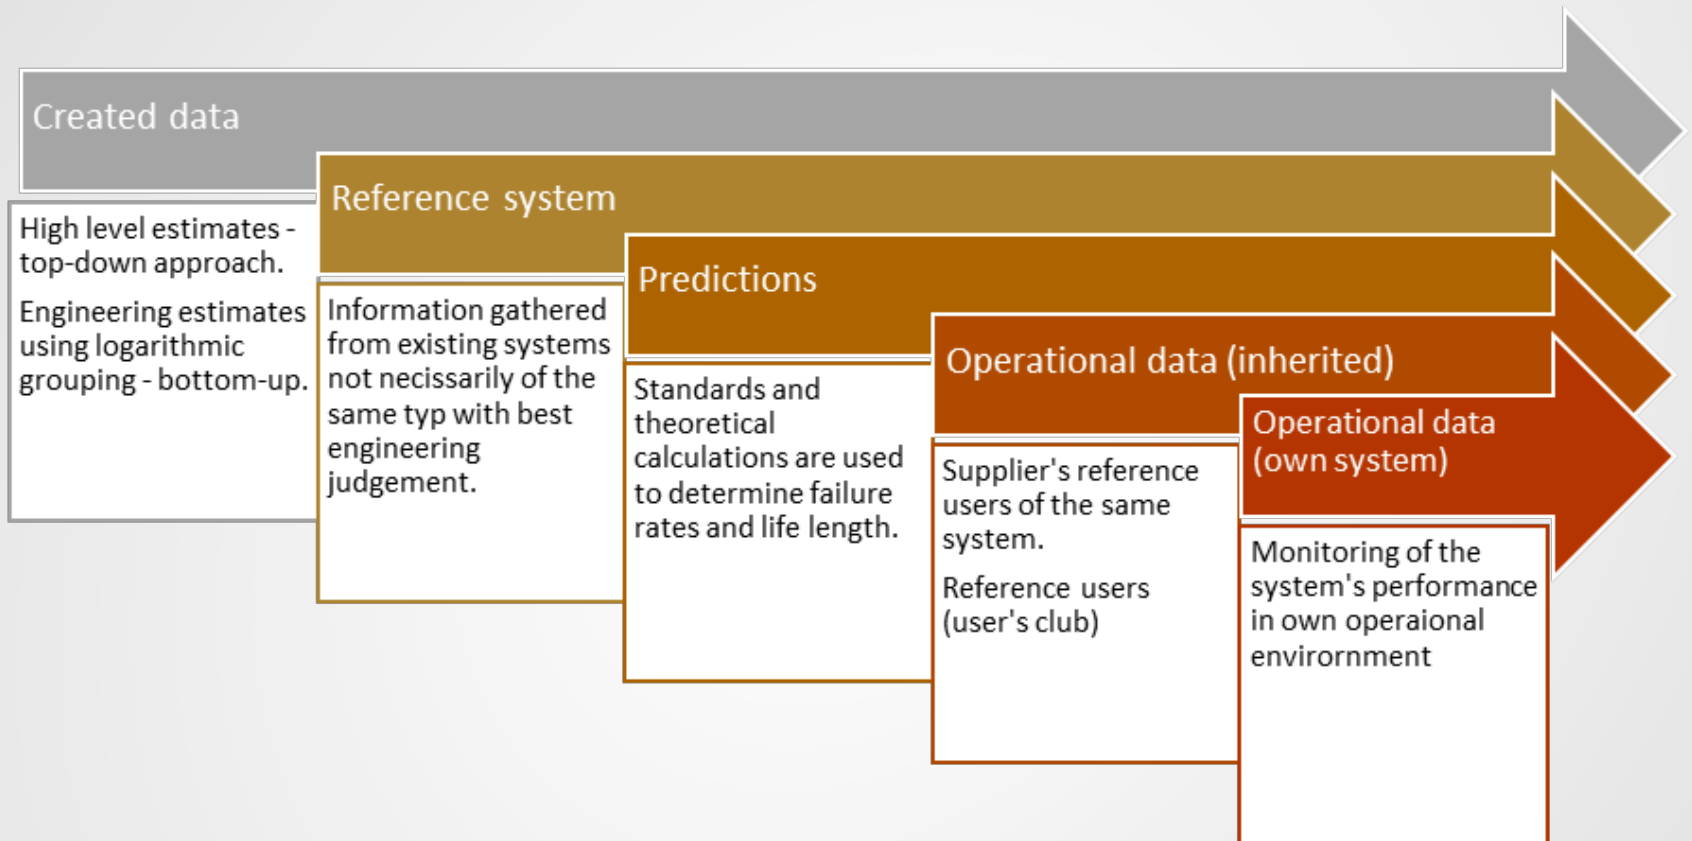 Created data
High level estimates -
top-down approach.
Engineering estimates
using logarithmic
grouping - bottom-up.
Reference system
Information gathered
from existing systems
not necissarily of the
same typ with best
engineering
judgement.
Predictions
Standards and
theoretical
calculations are used
to determine failure
rates and life length.
Operational data (inherited)
Supplier's reference
users of the same
system.
Reference users
(user's club)
Operational data
(own system)
Monitoring of the
system's performance
in own operaional
envirornment